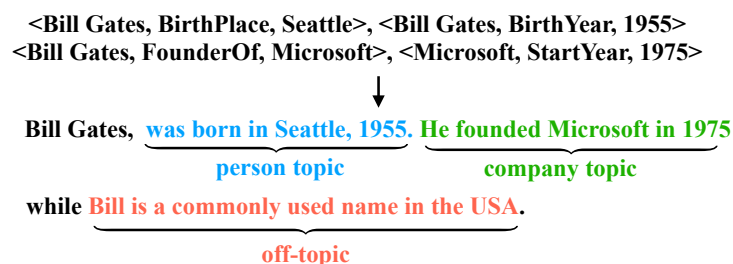 <Bill Gates, BirthPlace, Seattle>, <Bill Gates, BirthYear, 1955>
<Bill Gates, FounderOf, Microsoft>, <Microsoft, StartYear, 1975>
Bill Gates, was born in Seattle, 1955. He founded Microsoft in 1975
person topic company topic
while Bill is a commonly used name in the USA.
off-topic